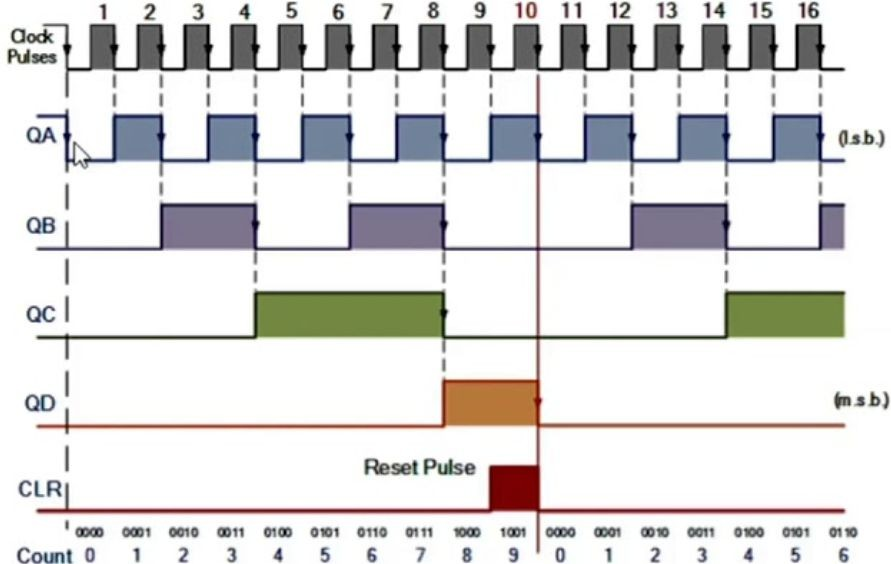 1 2 3 4 5 6 7 8 9 10 11 12 13 14 15 16
Clock
Pulses
QA (l.s.b.)
QB
QC
QD (m.s.b.)
Reset Pulse
CLR
0000 0001 0010 0011 0100 0101 0110 0111 1000 1001 0000 0001 0010 0011 0100 0101 0110
Count 0 1 2 3 4 5 6 7 8 9 0 1 2 3 4 5 6